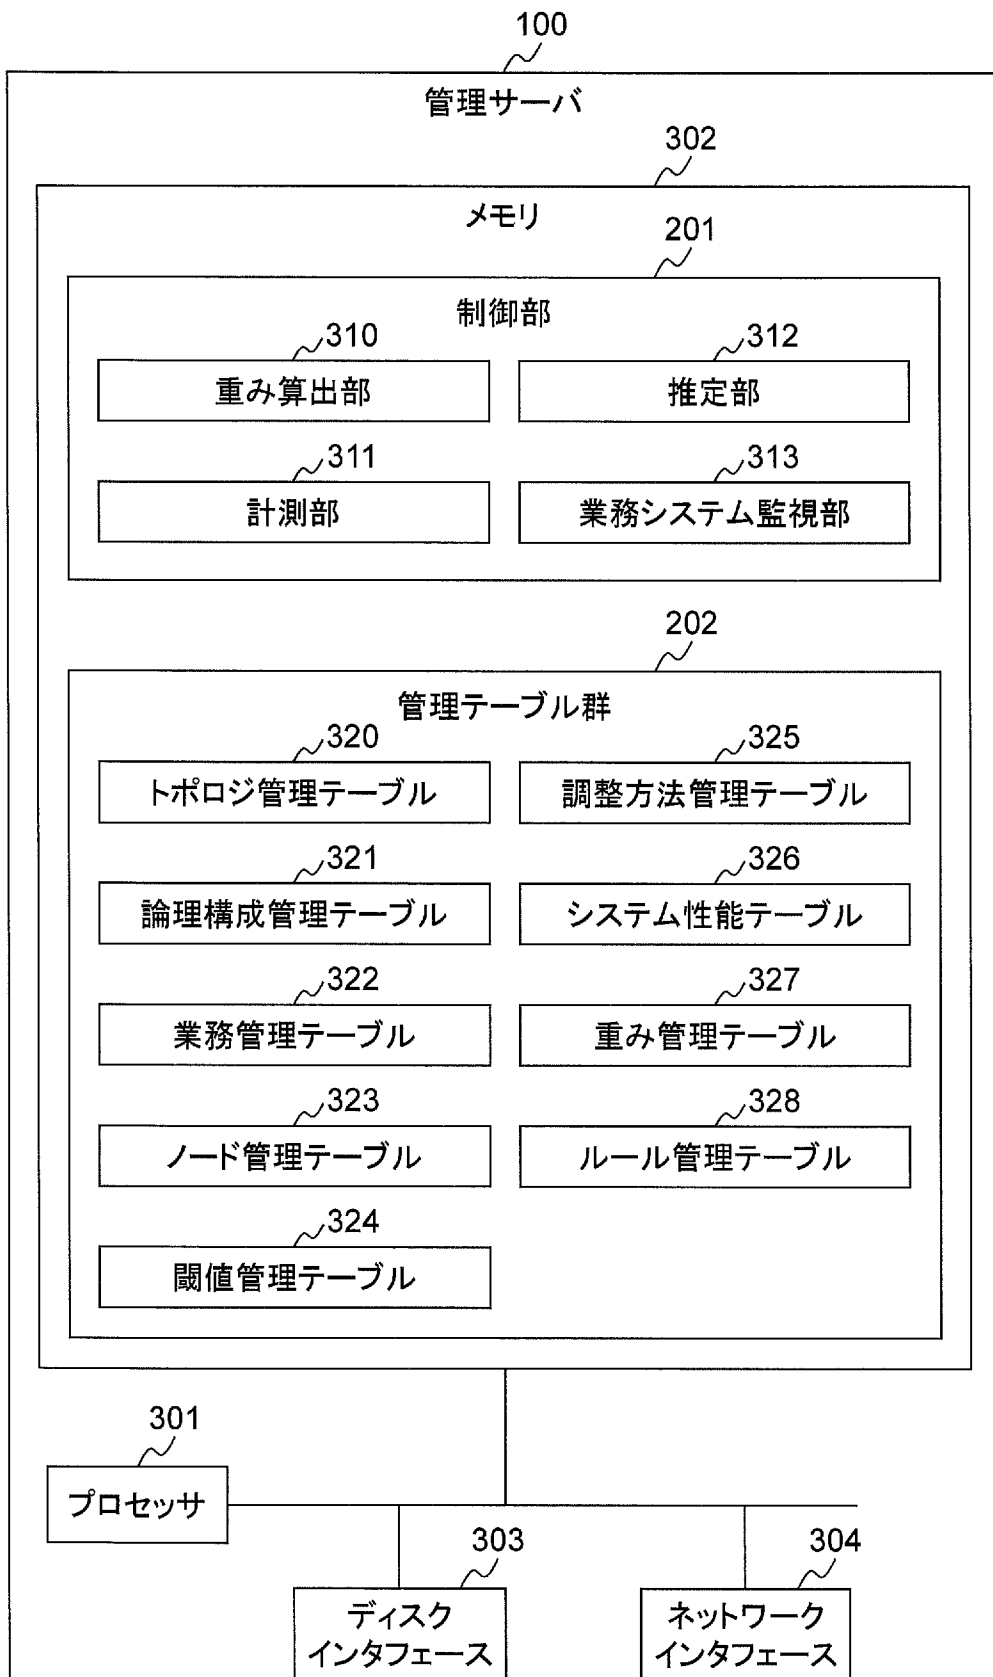 100
管理サーバ
302
メモリ
201
制御部
310
重み算出部
312
推定部
311
計測部
313
業務システム監視部
202
管理テーブル群
320
トポロジ管理テーブル
325
調整方法管理テーブル
321
論理構成管理テーブル
326
システム性能テーブル
322
業務管理テーブル
327
重み管理テーブル
323
ノード管理テーブル
328
ルール管理テーブル
324
閾値管理テーブル
301
プロセッサ
303
ディスク
インタフェース
304
ネットワーク
インタフェース